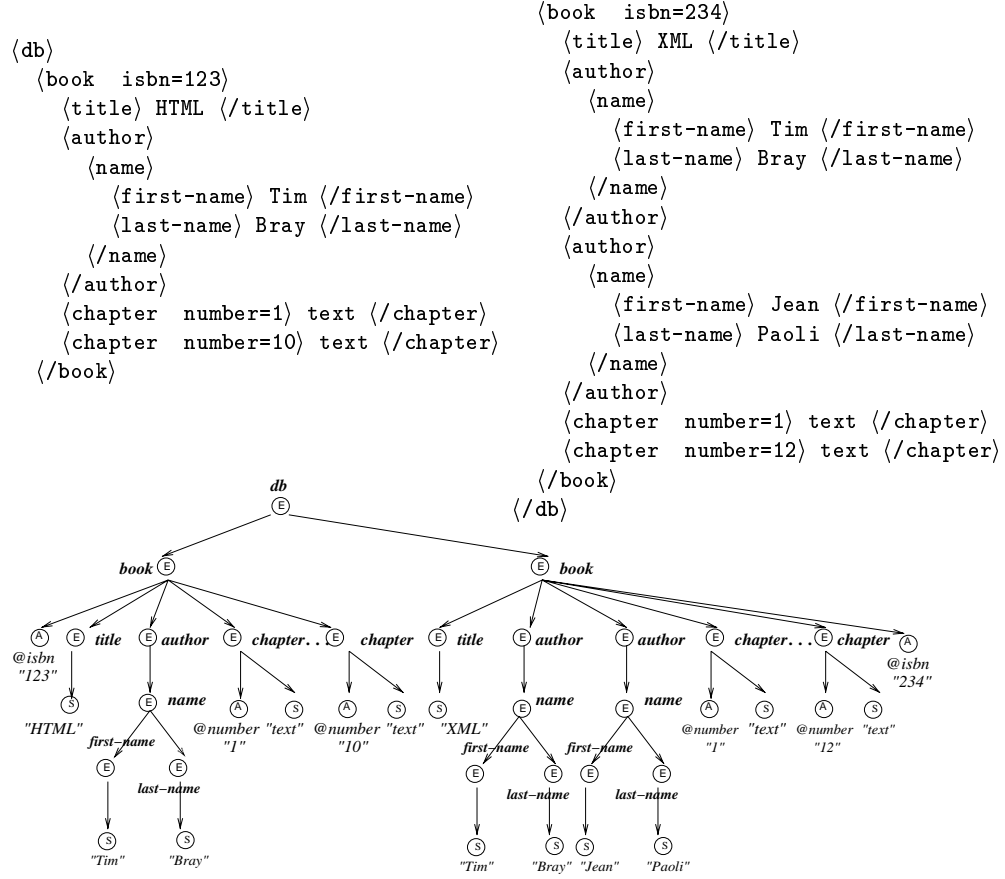 ⟨db⟩
⟨book isbn=123⟩
⟨title⟩ HTML ⟨/title⟩
⟨author⟩
⟨name⟩
⟨first-name⟩ Tim ⟨/first-name⟩
⟨last-name⟩ Bray ⟨/last-name⟩
⟨/name⟩
⟨/author⟩
⟨chapter number=1⟩ text ⟨/chapter⟩
⟨chapter number=10⟩ text ⟨/chapter⟩
⟨/book⟩
⟨book isbn=234⟩
⟨title⟩ XML ⟨/title⟩
⟨author⟩
⟨name⟩
⟨first-name⟩ Tim ⟨/first-name⟩
⟨last-name⟩ Bray ⟨/last-name⟩
⟨/name⟩
⟨/author⟩
⟨author⟩
⟨name⟩
⟨first-name⟩ Jean ⟨/first-name⟩
⟨last-name⟩ Paoli ⟨/last-name⟩
⟨/name⟩
⟨/author⟩
⟨chapter number=1⟩ text ⟨/chapter⟩
⟨chapter number=12⟩ text ⟨/chapter⟩
⟨/book⟩
⟨/db⟩
db
E
book E E book
A E title E author E chapter... E chapter E title E author E author E chapter... E chapter A
@isbn @isbn
"123" "234"
S E name A S A S S E name E name A S A S
"HTML" @number "text" @number "text" "XML" @number "text" @number "text"
"1" "10" "1" "12"
first-name first-name first-name
E E E E E E
last-name last-name last-name
S S S S S S
"Tim" "Bray" "Tim" "Bray" "Jean" "Paoli"